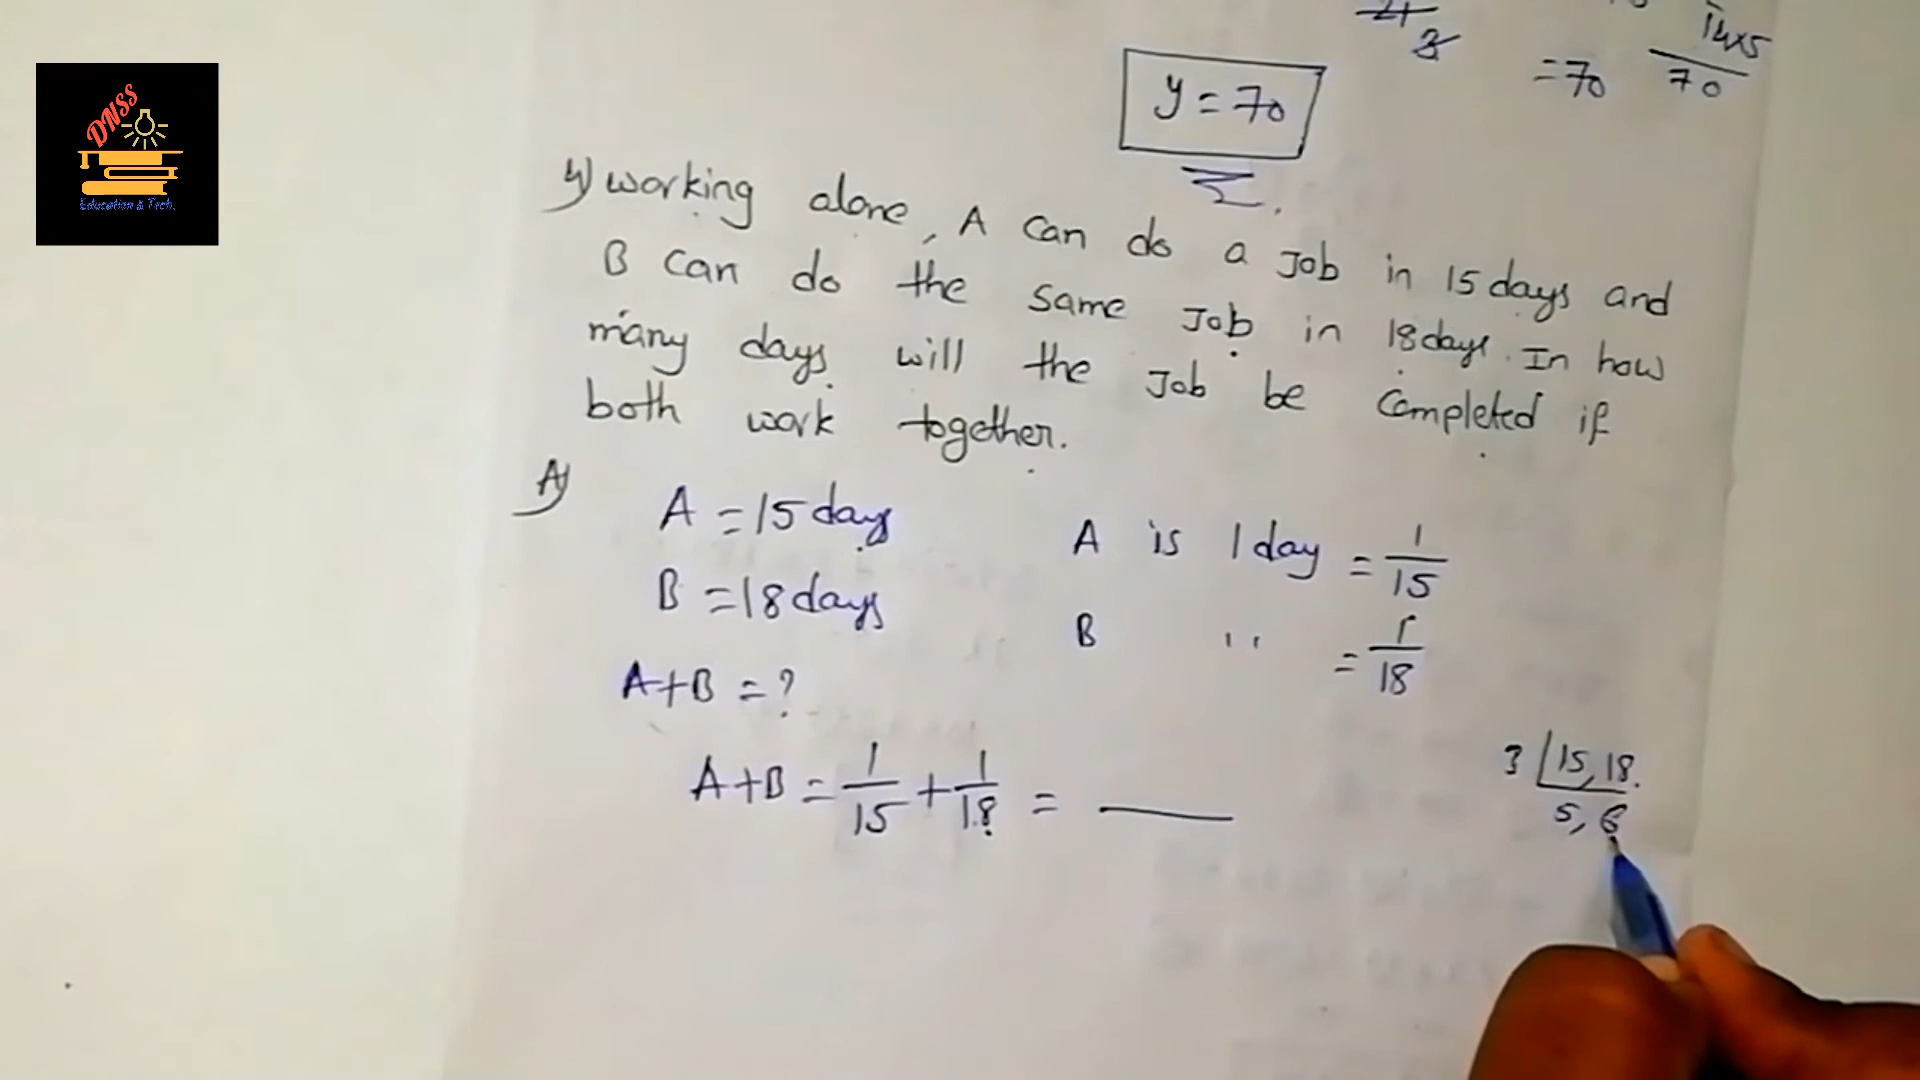 DNSS
Education & Tech.
14x5
=70 70
y=70
4) working alone, A can do a Job in 15 days and
B can do the same Job in 18 days. In how
many days will the Job be completed if
both work together.
A)
A = 15 days
A is 1 day = 1/15
B = 18 days
B " = 1/18
A+B = ?
A+B = 1/15 + 1/18 =
3 | 15, 18.
5, 6